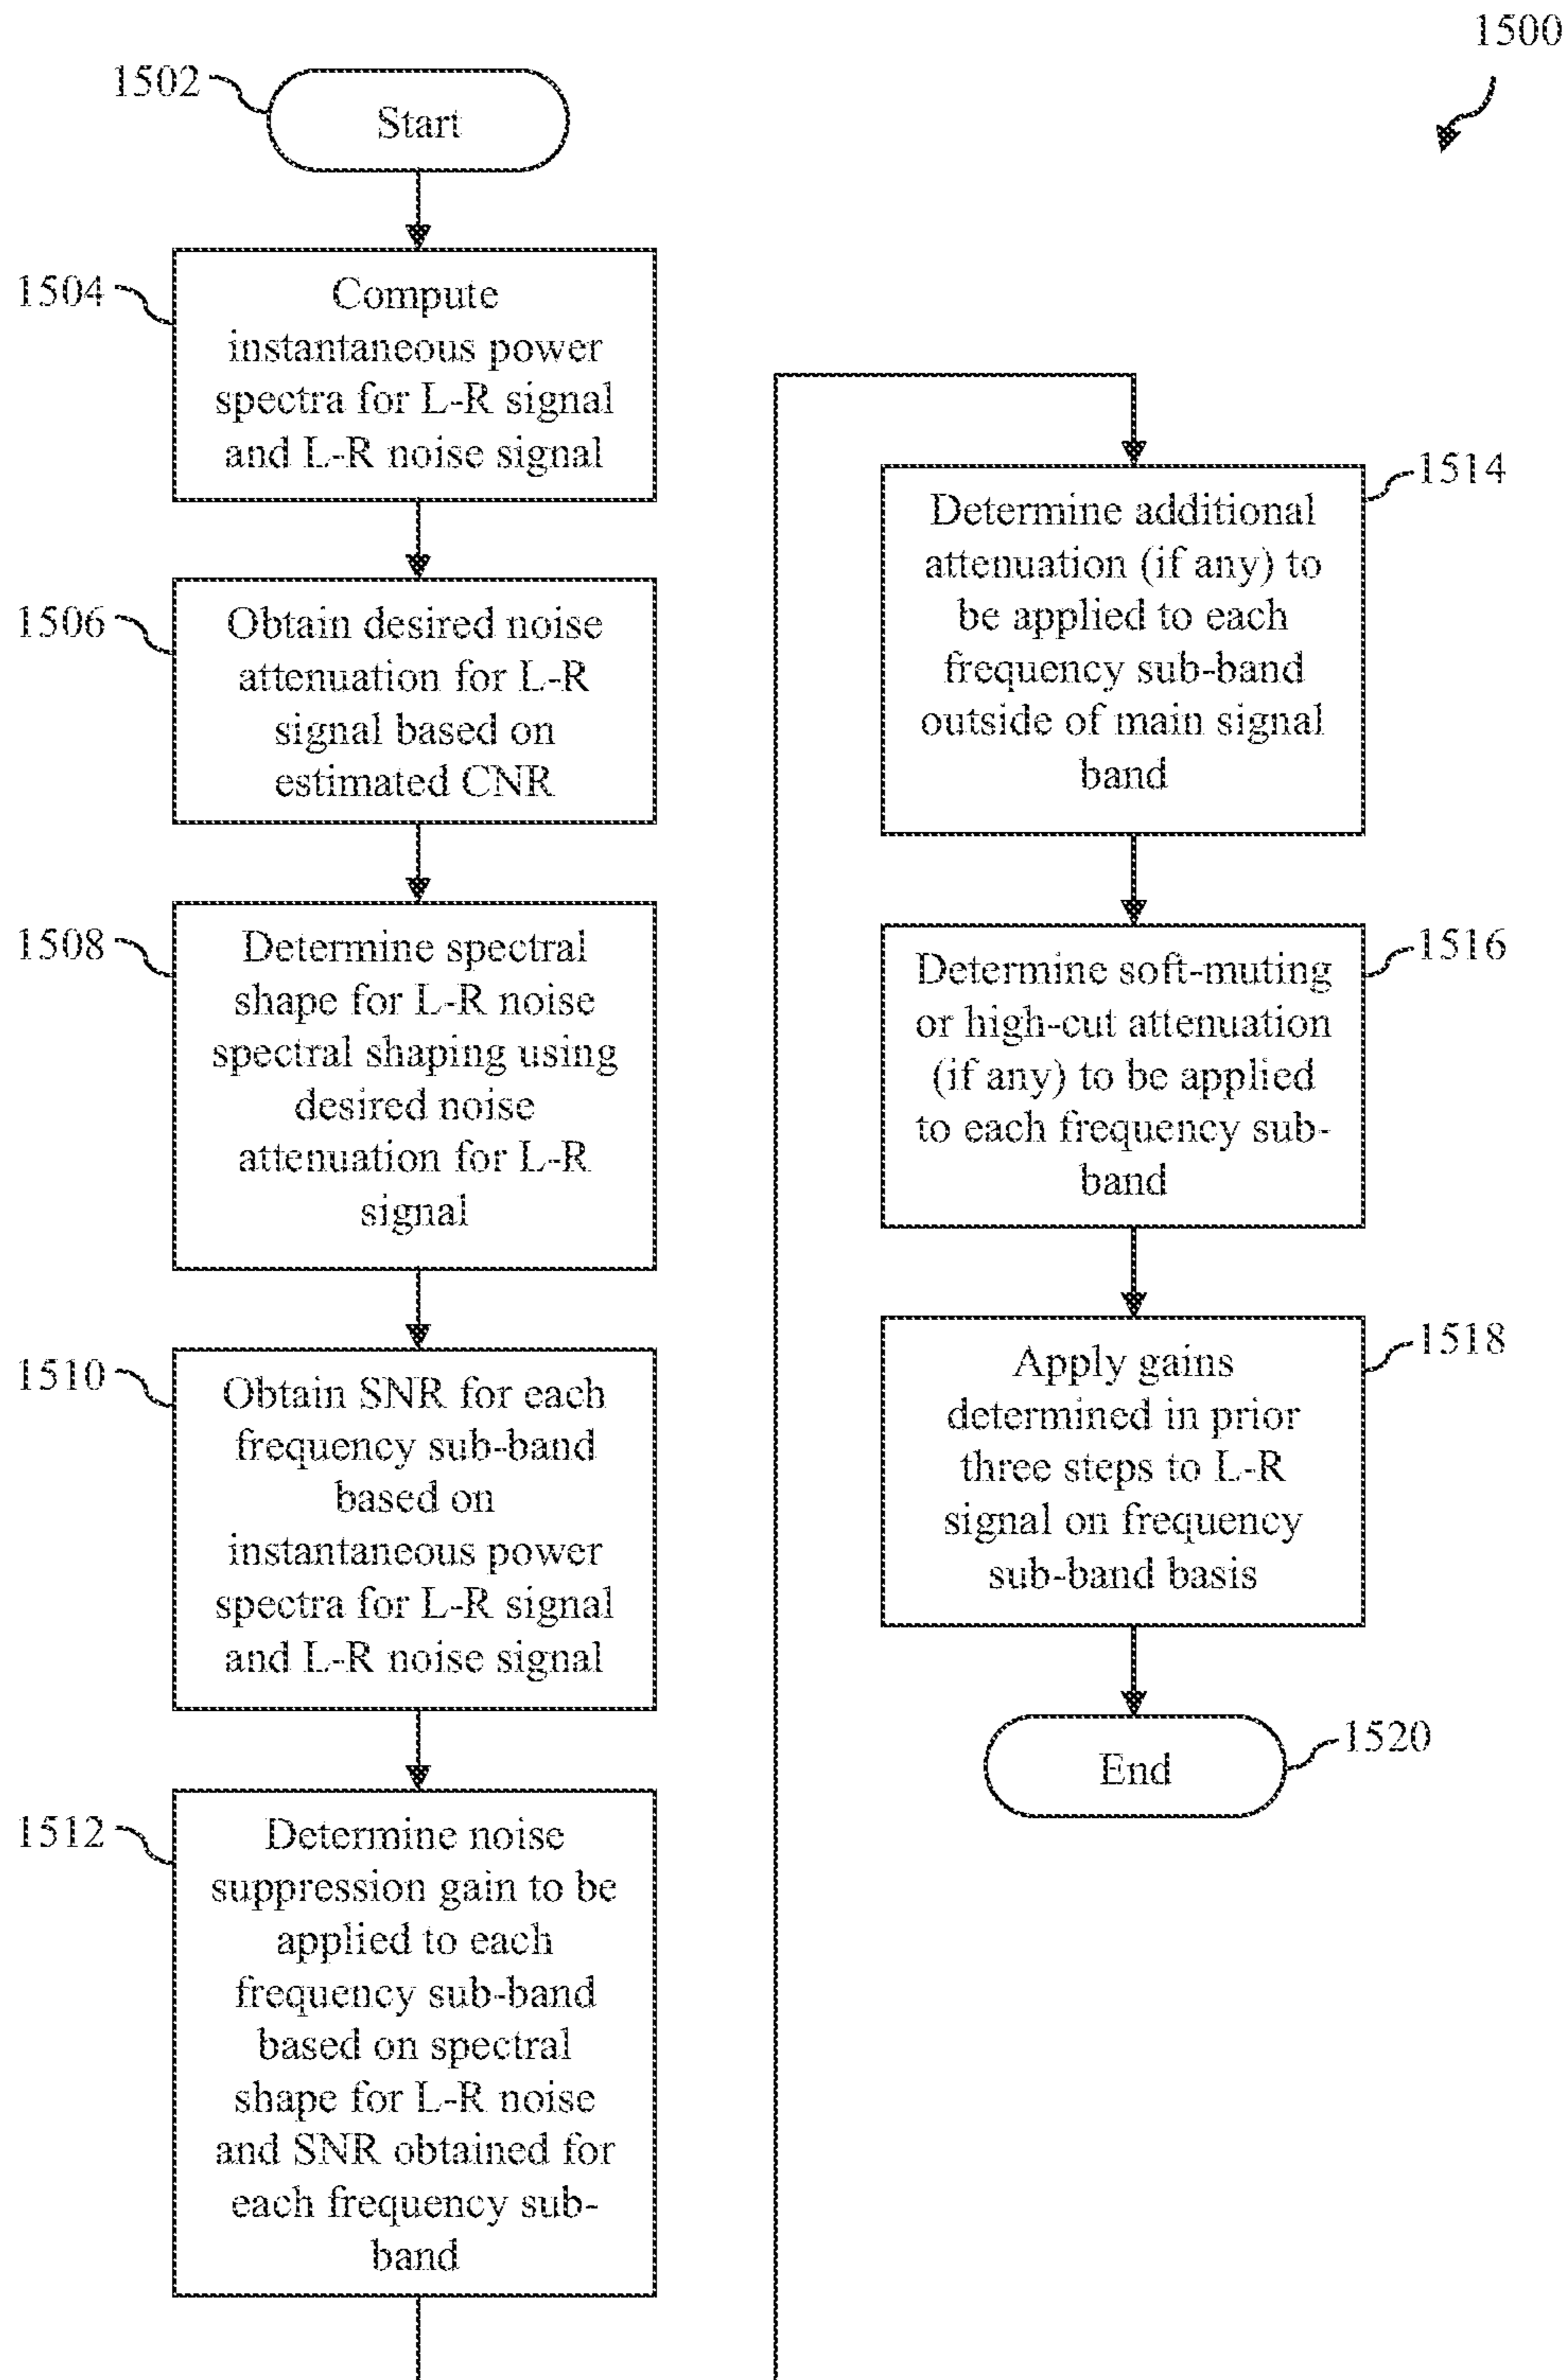 1500
1502
Start
1504
Compute
instantaneous power
spectra for L-R signal
and L-R noise signal
1506
Obtain desired noise
attenuation for L-R
signal based on
estimated CNR
1508
Determine spectral
shape for L-R noise
spectral shaping using
desired noise
attenuation for L-R
signal
1510
Obtain SNR for each
frequency sub-band
based on
instantaneous power
spectra for L-R signal
and L-R noise signal
1512
Determine noise
suppression gain to be
applied to each
frequency sub-band
based on spectral
shape for L-R noise
and SNR obtained for
each frequency sub-
band
1514
Determine additional
attenuation (if any) to
be applied to each
frequency sub-band
outside of main signal
band
1516
Determine soft-muting
or high-cut attenuation
(if any) to be applied
to each frequency sub-
band
1518
Apply gains
determined in prior
three steps to L-R
signal on frequency
sub-band basis
1520
End